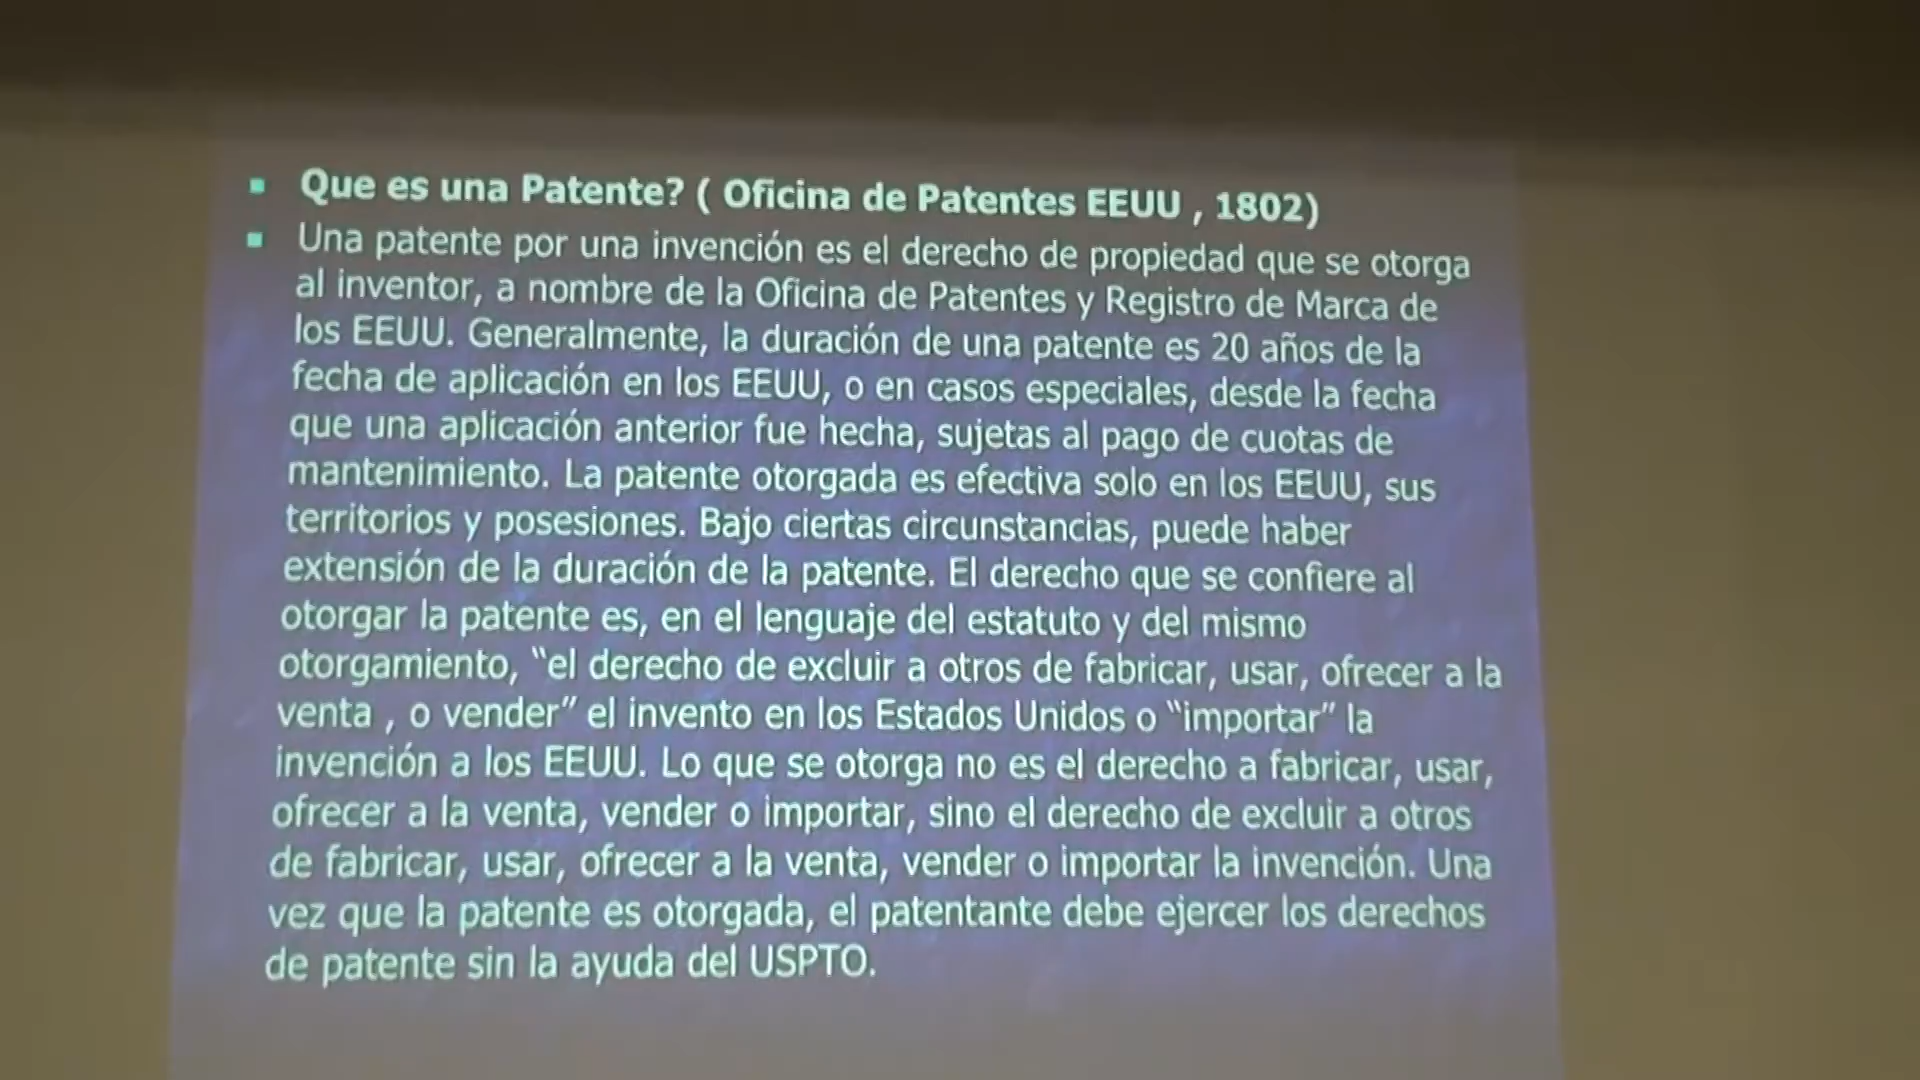 ▪ Que es una Patente? ( Oficina de Patentes EEUU , 1802)
▪ Una patente por una invención es el derecho de propiedad que se otorga
al inventor, a nombre de la Oficina de Patentes y Registro de Marca de
los EEUU. Generalmente, la duración de una patente es 20 años de la
fecha de aplicación en los EEUU, o en casos especiales, desde la fecha
que una aplicación anterior fue hecha, sujetas al pago de cuotas de
mantenimiento. La patente otorgada es efectiva solo en los EEUU, sus
territorios y posesiones. Bajo ciertas circunstancias, puede haber
extensión de la duración de la patente. El derecho que se confiere al
otorgar la patente es, en el lenguaje del estatuto y del mismo
otorgamiento, “el derecho de excluir a otros de fabricar, usar, ofrecer a la
venta , o vender” el invento en los Estados Unidos o “importar” la
invención a los EEUU. Lo que se otorga no es el derecho a fabricar, usar,
ofrecer a la venta, vender o importar, sino el derecho de excluir a otros
de fabricar, usar, ofrecer a la venta, vender o importar la invención. Una
vez que la patente es otorgada, el patentante debe ejercer los derechos
de patente sin la ayuda del USPTO.